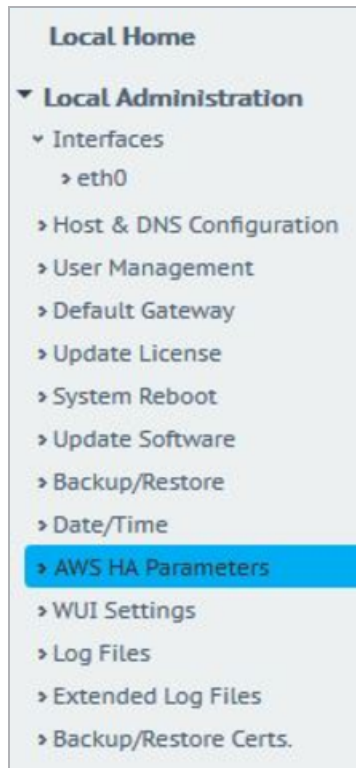 Local Home
Local Administration
Interfaces
eth0
Host & DNS Configuration
User Management
Default Gateway
Update License
System Reboot
Update Software
Backup/Restore
Date/Time
AWS HA Parameters
WUI Settings
Log Files
Extended Log Files
Backup/Restore Certs.